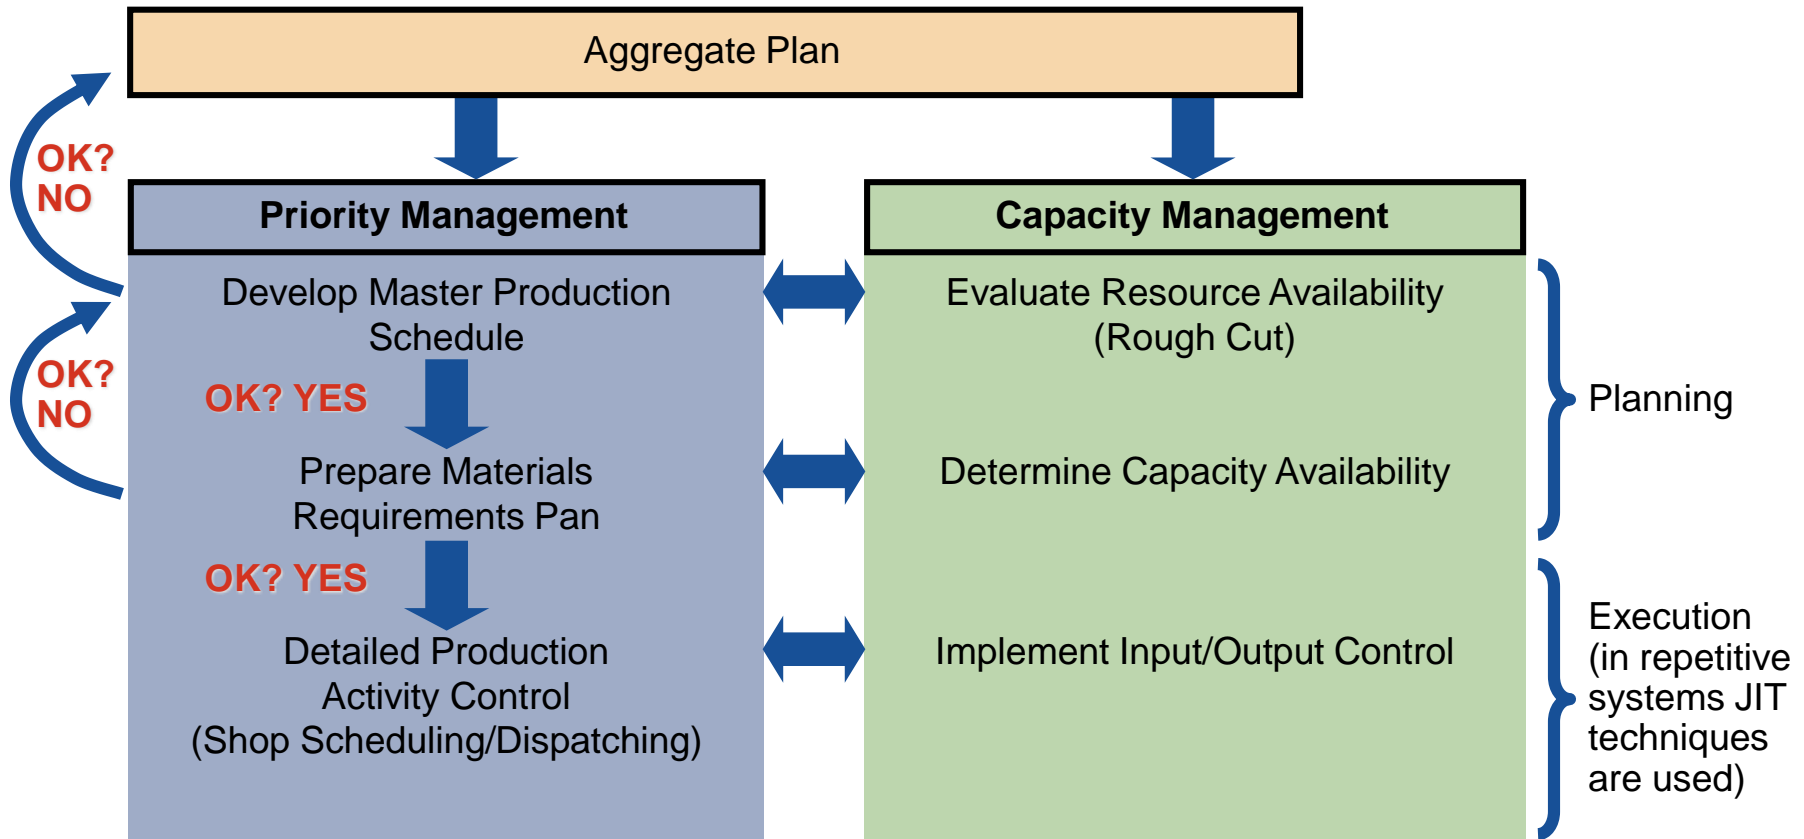 Aggregate Plan
OK?
NO
Priority Management
Capacity Management
Develop Master Production
Schedule
Evaluate Resource Availability
(Rough Cut)
OK?
NO
OK? YES
Planning
Prepare Materials
Requirements Pan
Determine Capacity Availability
OK? YES
Detailed Production
Activity Control
(Shop Scheduling/Dispatching)
Implement Input/Output Control
Execution
(in repetitive
systems JIT
techniques
are used)